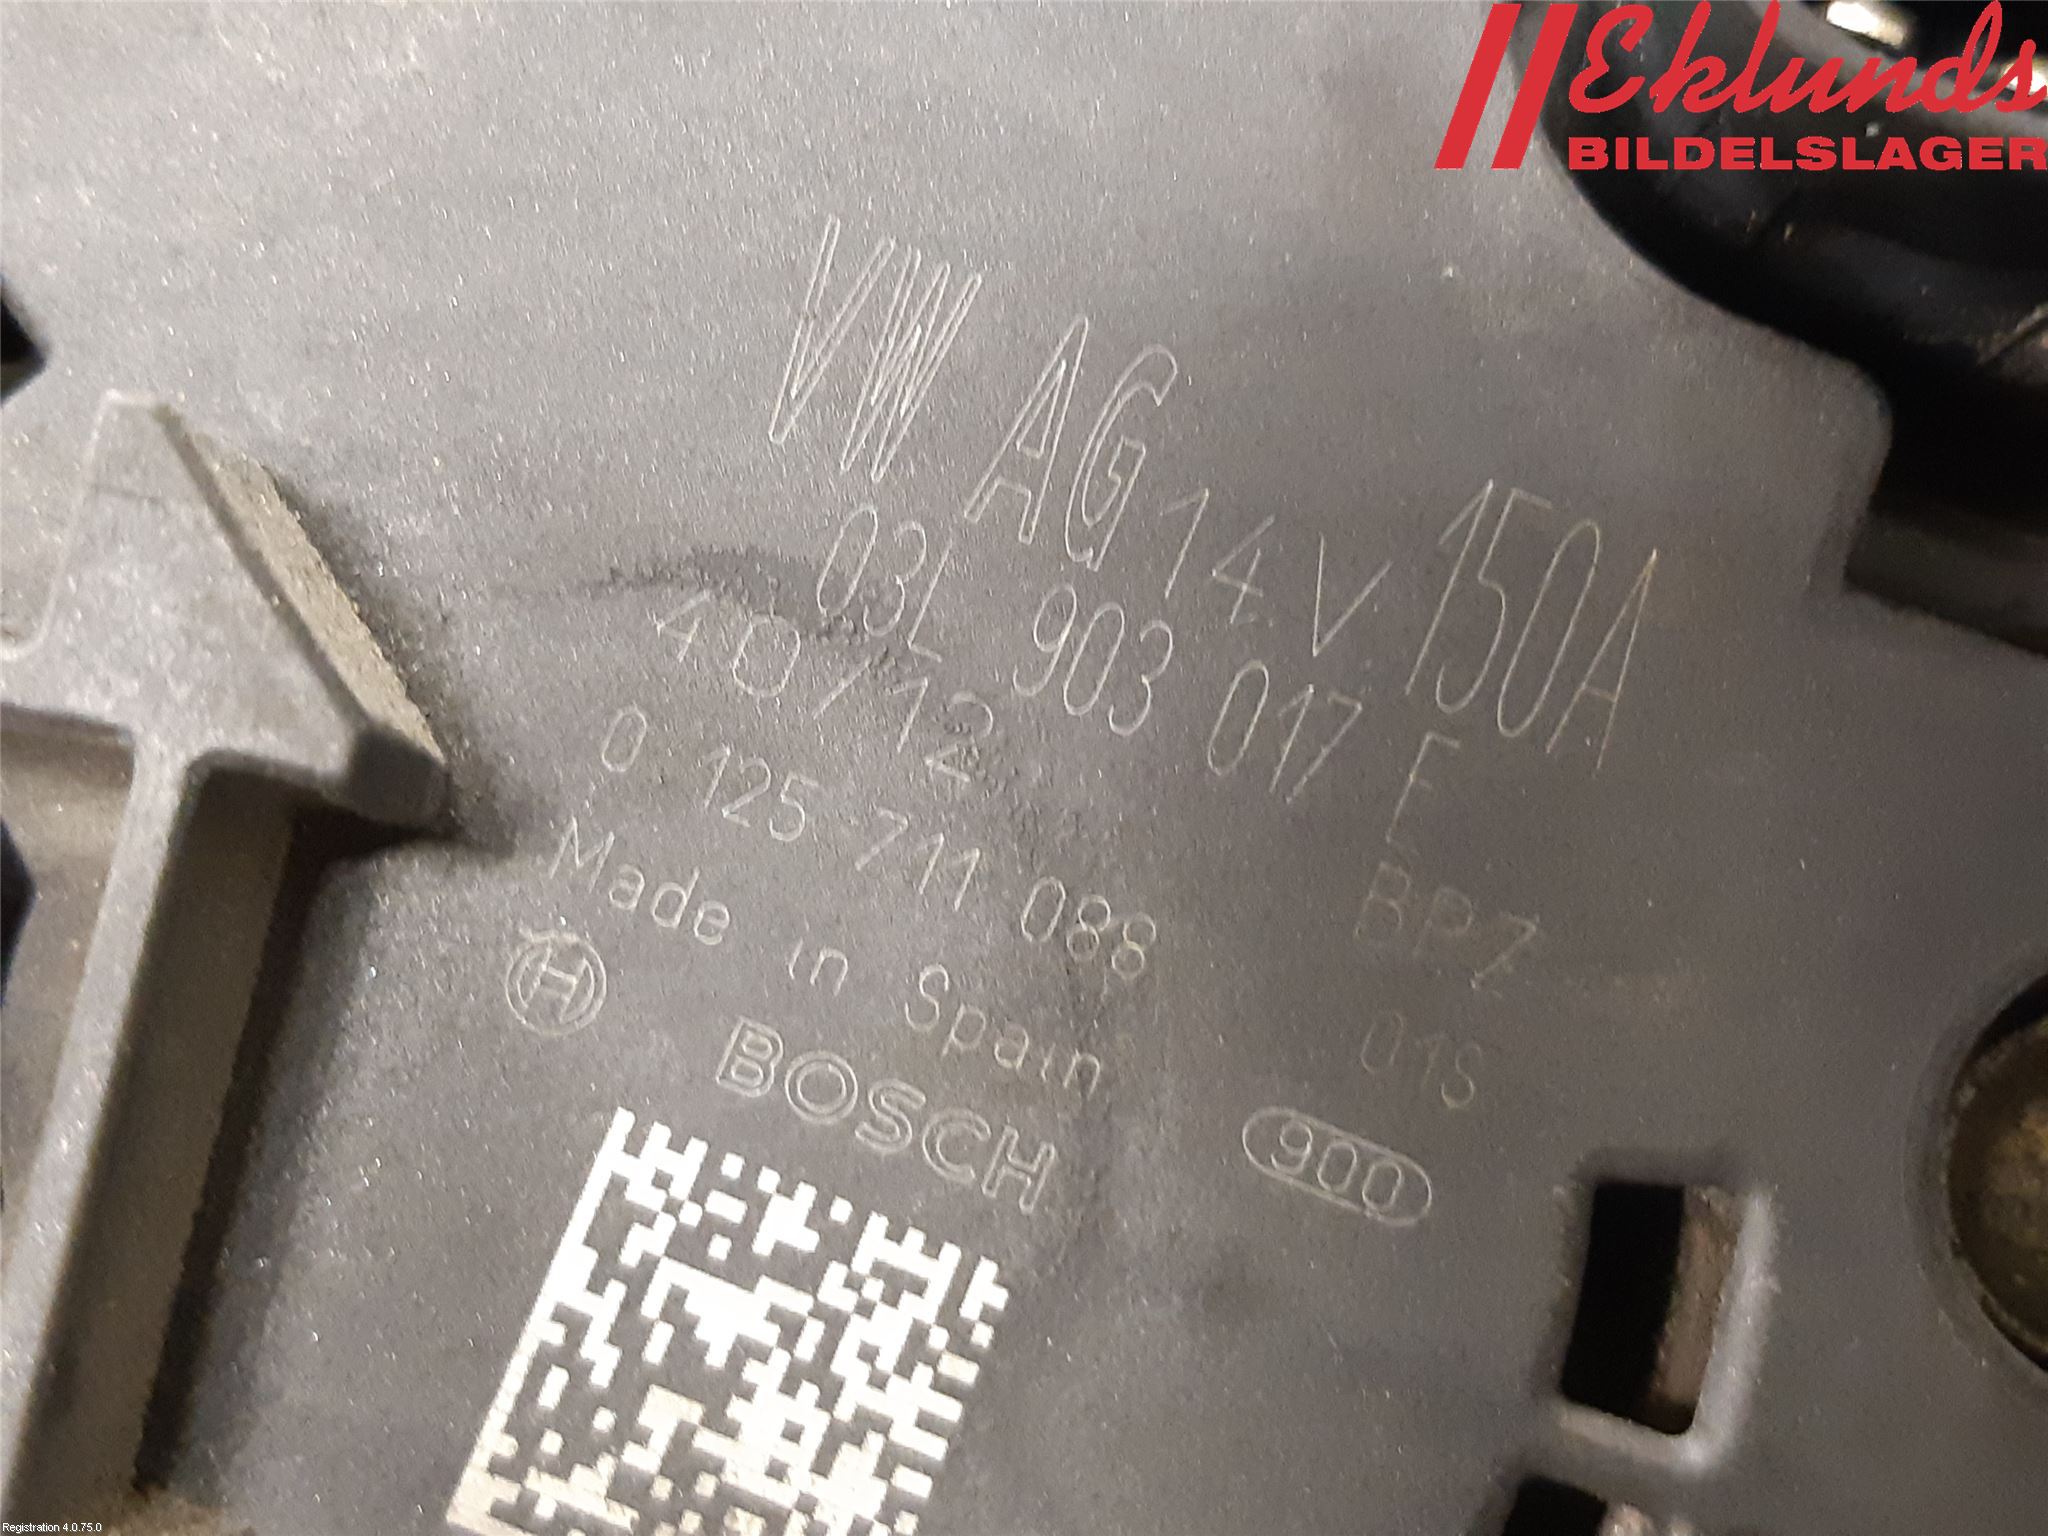 Eklunds
BILDELSLAGER
VW AG 14V 150A
03L 903 017 F
40/12
0 125 711 088
BPZ
Made in Spain
01S
BOSCH
900
Registration 4.0.75.0